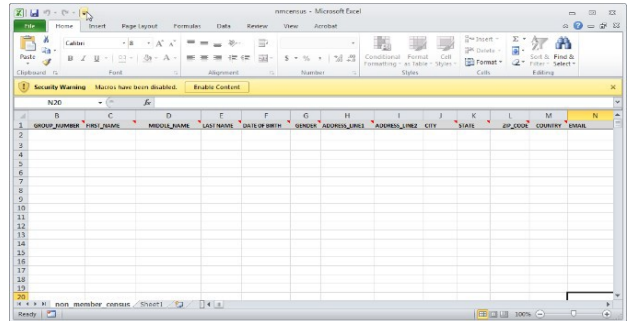 nmcensus - Microsoft Excel
File Home Insert Page Layout Formulas Data Review View Acrobat
Paste
Calibri
Conditional Formatting Format as Table Cell Styles
Insert
Delete
Format
Sort & Filter Find & Select
Clipboard Font Alignment Number Styles Cells Editing
Security Warning Macros have been disabled. Enable Content
N20 fx
B C D E F G H I J K L M N
1 GROUP_NUMBER FIRST_NAME MIDDLE_NAME LAST NAME DATE OF BIRTH GENDER ADDRESS_LINE1 ADDRESS_LINE2 CITY STATE ZIP_CODE COUNTRY EMAIL
2
3
4
5
6
7
8
9
10
11
12
13
14
15
16
17
18
19
20
non_member_census Sheet1
Ready 100%